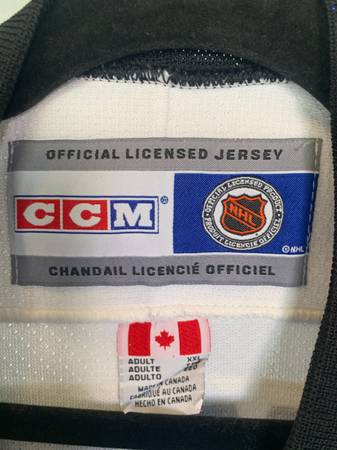 OFFICIAL LICENSED JERSEY
CCM®
OFFICIAL LICENSED PRODUCT
NHL
PRODUIT LICENCIÉ OFFICIEL
©NHL
CHANDAIL LICENCIÉ OFFICIEL
ADULT XXL
ADULTE
ADULTO
MADE IN CANADA
FABRIQUÉ AU CANADA
HECHO EN CANADA